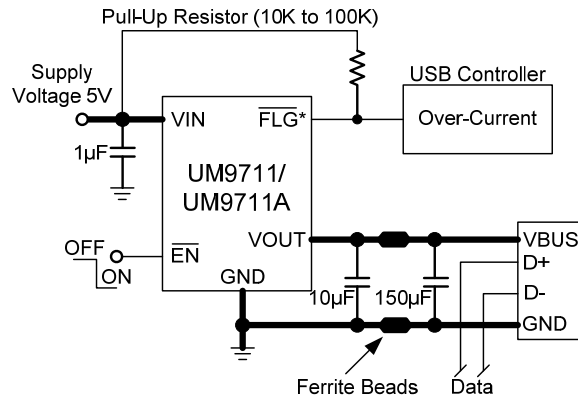 Pull-Up Resistor (10K to 100K)
Supply
Voltage 5V
USB Controller
VIN
FLG*
Over-Current
1µF
UM9711/
UM9711A
OFF
ON
EN
VOUT
GND
10µF
150µF
VBUS
D+
D-
GND
Ferrite Beads
Data